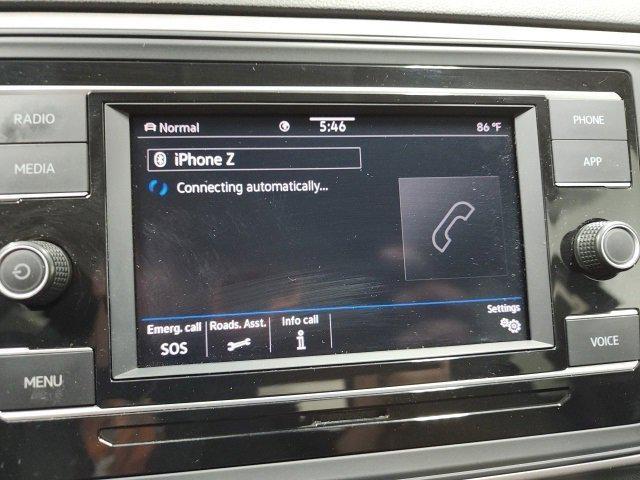 RADIO
MEDIA
MENU
Normal
5:46
86 °F
iPhone Z
Connecting automatically...
Emerg. call
SOS
Roads. Asst.
Info call
i
Settings
PHONE
APP
VOICE